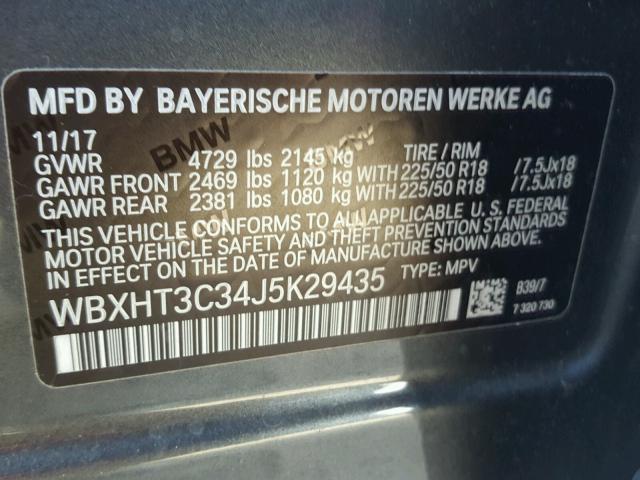 MFD BY BAYERISCHE MOTOREN WERKE AG
11/17
GVWR 4729 lbs 2145 kg TIRE / RIM
GAWR FRONT 2469 lbs 1120 kg WITH 225/50 R18 /7.5Jx18
GAWR REAR 2381 lbs 1080 kg WITH 225/50 R18 /7.5Jx18
THIS VEHICLE CONFORMS TO ALL APPLICABLE U. S. FEDERAL
MOTOR VEHICLE SAFETY AND THEFT PREVENTION STANDARDS
IN EFFECT ON THE DATE OF MANUFACTURE SHOWN ABOVE.
WBXHT3C34J5K29435 TYPE: MPV
B39/7
7 320 730
BMW